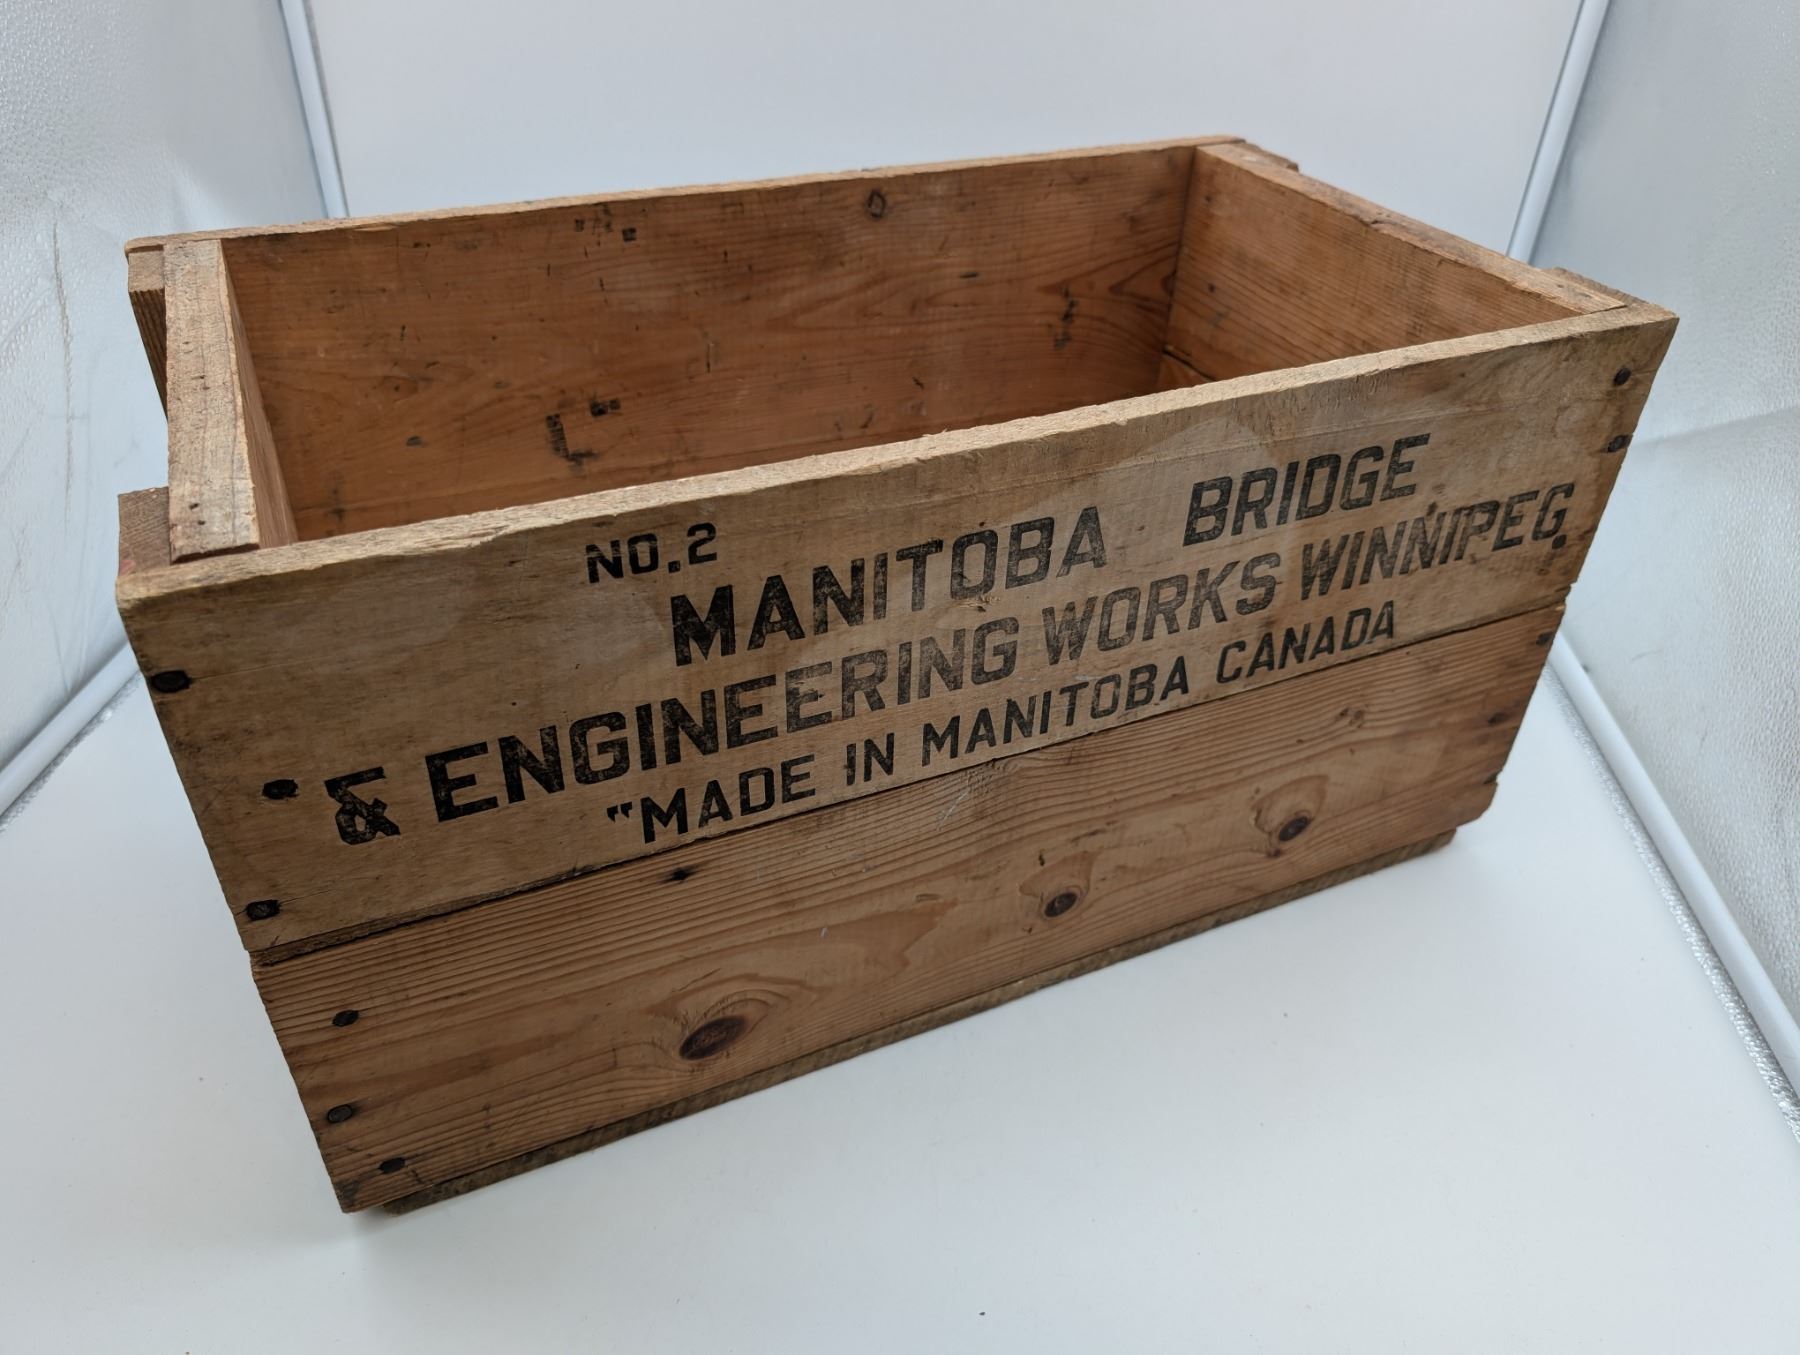 NO.2
MANITOBA BRIDGE
& ENGINEERING WORKS WINNIPEG.
"MADE IN MANITOBA CANADA